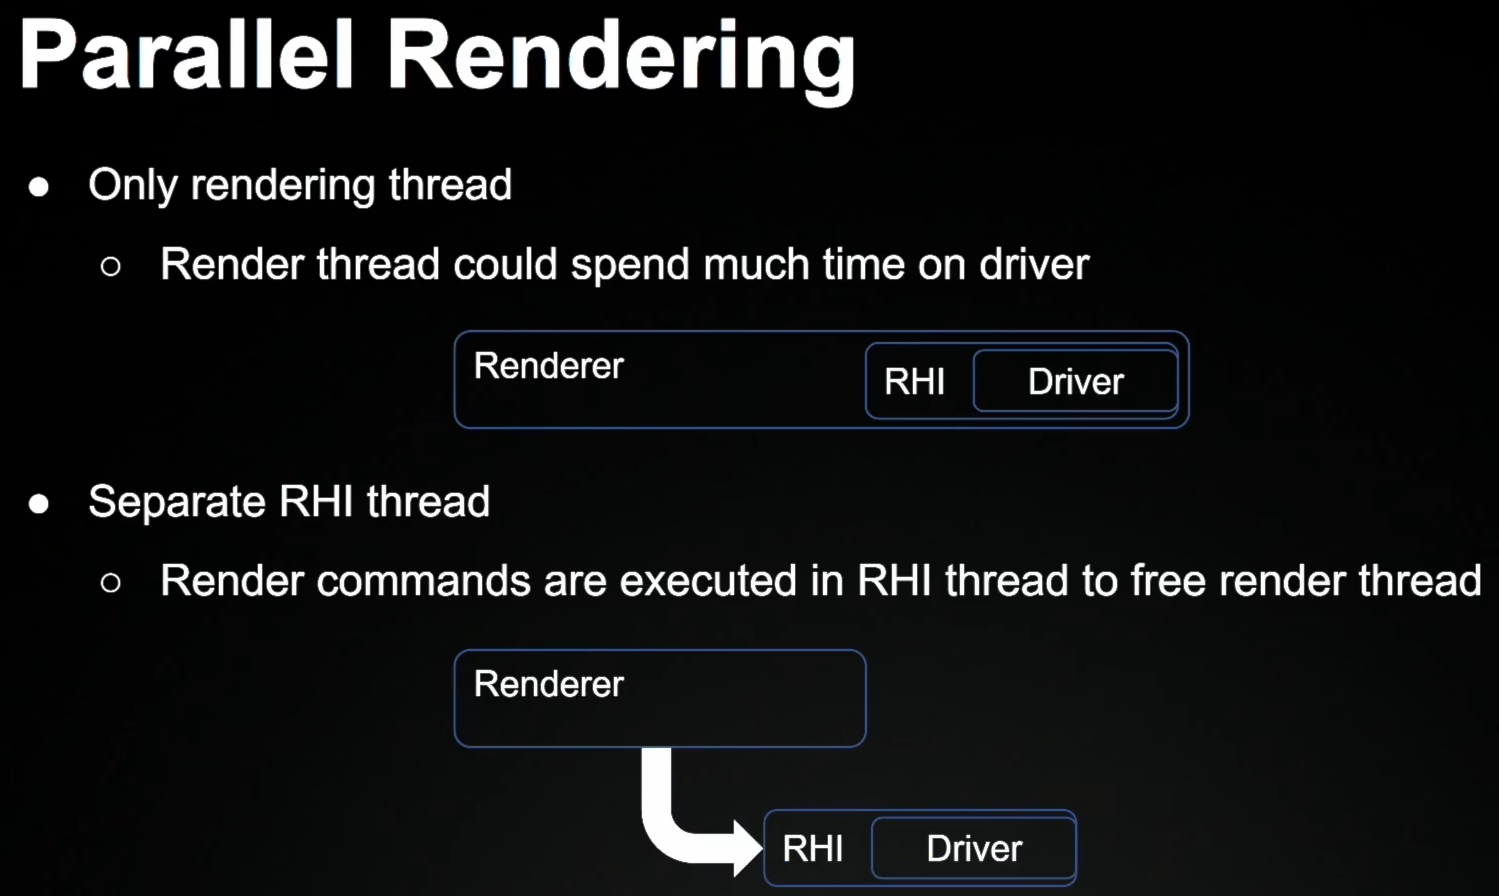 Parallel Rendering
● Only rendering thread
○ Render thread could spend much time on driver
Renderer RHI Driver
● Separate RHI thread
○ Render commands are executed in RHI thread to free render thread
Renderer
RHI Driver